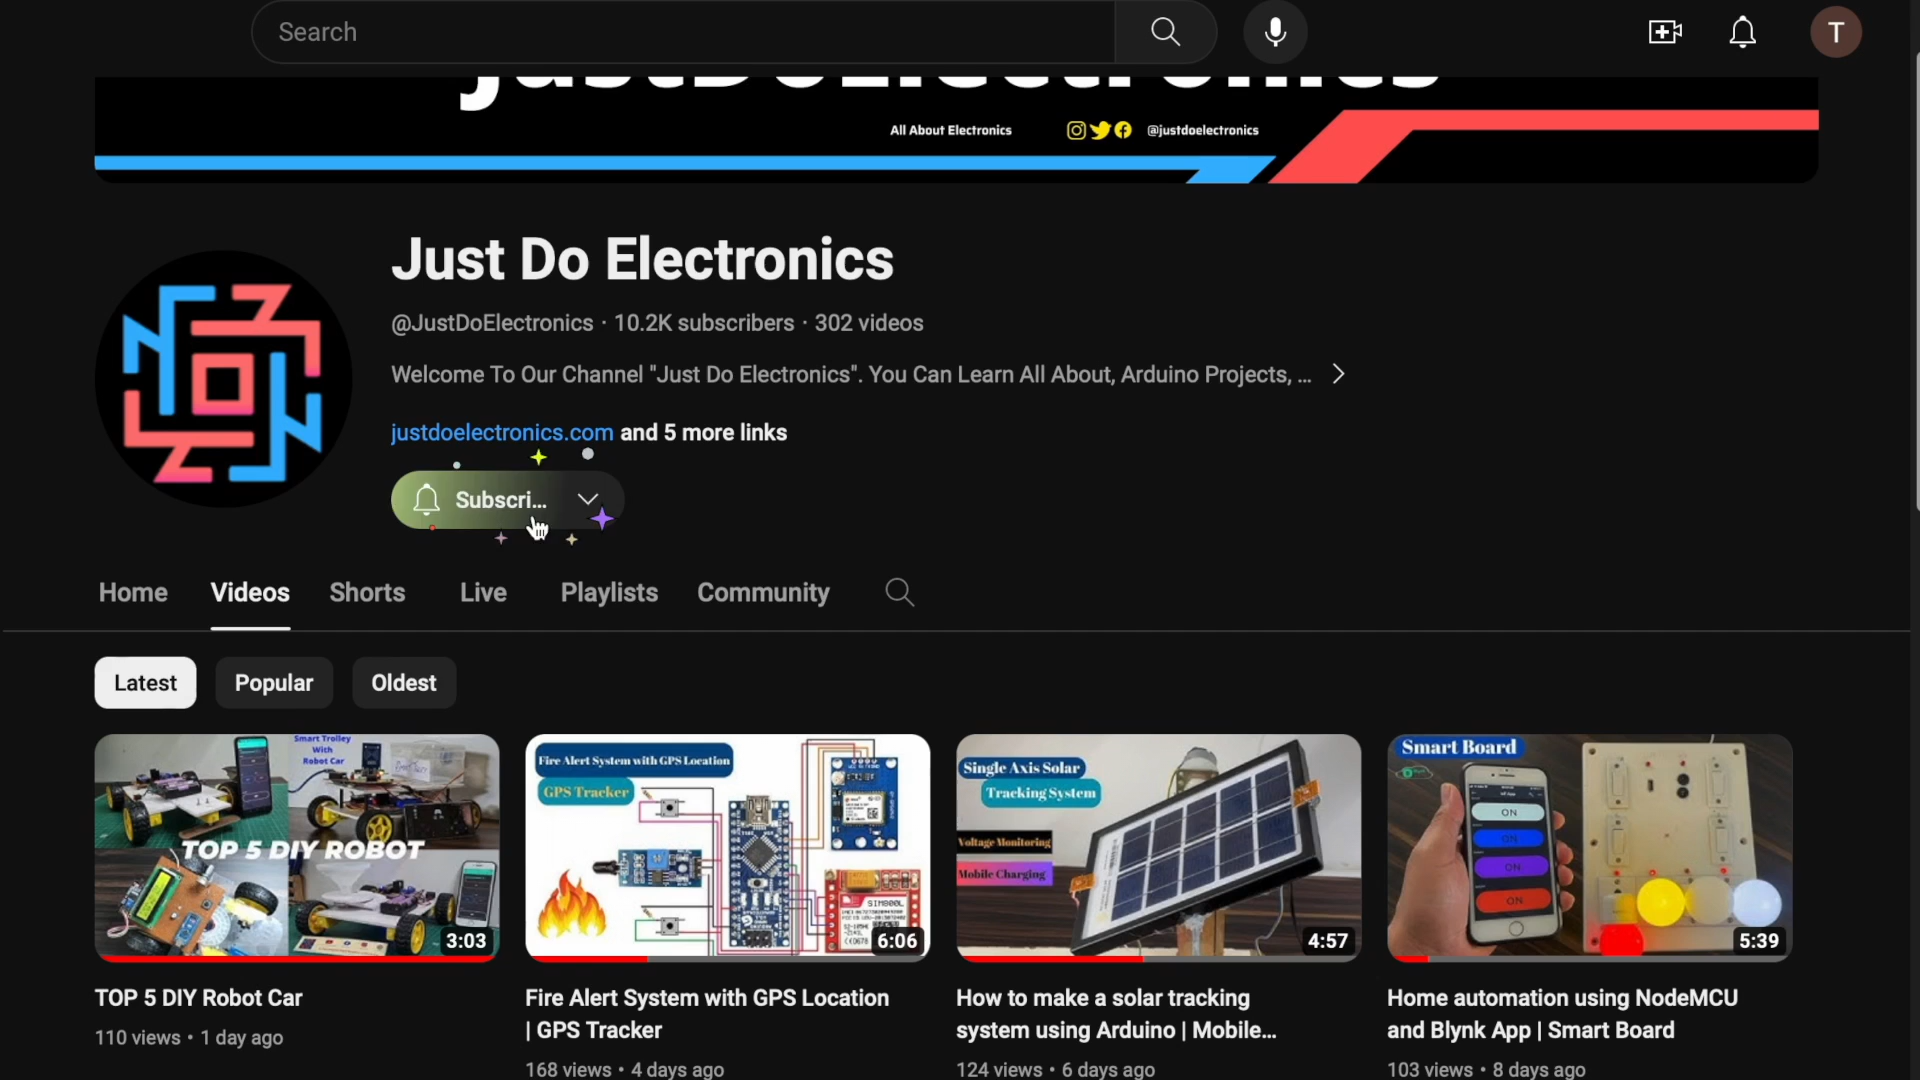 Search
T
JustDoElectronics
All About Electronics
@justdoelectronics
Just Do Electronics
@JustDoElectronics · 10.2K subscribers · 302 videos
Welcome To Our Channel "Just Do Electronics". You Can Learn All About, Arduino Projects, ...
justdoelectronics.com and 5 more links
Subscri...
Home Videos Shorts Live Playlists Community
Latest Popular Oldest
Smart Trolley
With
Robot Car
TOP 5 DIY ROBOT
3:03
Fire Alert System with GPS Location
GPS Tracker
SIM800L
6:06
Single Axis Solar
Tracking System
Voltage Monitoring
Mobile Charging
4:57
Smart Board
ON
ON
ON
ON
5:39
TOP 5 DIY Robot Car
110 views · 1 day ago
Fire Alert System with GPS Location
| GPS Tracker
168 views · 4 days ago
How to make a solar tracking
system using Arduino | Mobile...
124 views · 6 days ago
Home automation using NodeMCU
and Blynk App | Smart Board
103 views · 8 days ago